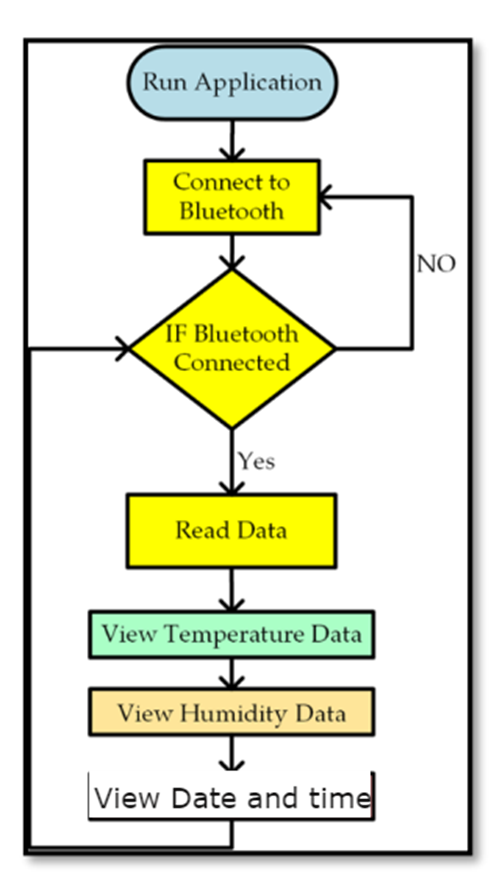 Run Application
Connect to
Bluetooth
NO
IF Bluetooth
Connected
Yes
Read Data
View Temperature Data
View Humidity Data
View Date and time